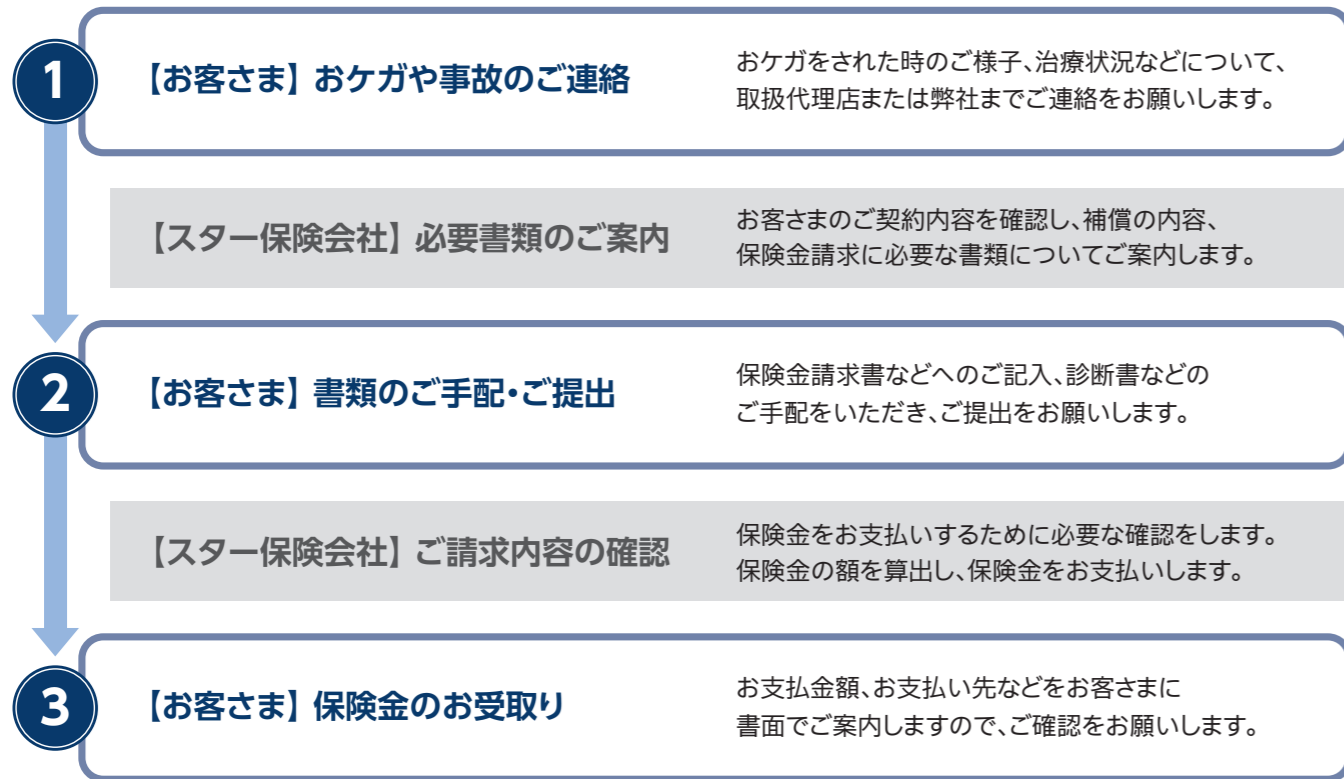 1
【お客さま】おケガや事故のご連絡
おケガをされた時のご様子、治療状況などについて、
取扱代理店または弊社までご連絡をお願いします。
【スター保険会社】必要書類のご案内
お客さまのご契約内容を確認し、補償の内容、
保険金請求に必要な書類についてご案内します。
2
【お客さま】書類のご手配・ご提出
保険金請求書などへのご記入、診断書などの
ご手配をいただき、ご提出をお願いします。
【スター保険会社】ご請求内容の確認
保険金をお支払いするために必要な確認をします。
保険金の額を算出し、保険金をお支払いします。
3
【お客さま】保険金のお受取り
お支払金額、お支払い先などをお客さまに
書面でご案内しますので、ご確認をお願いします。